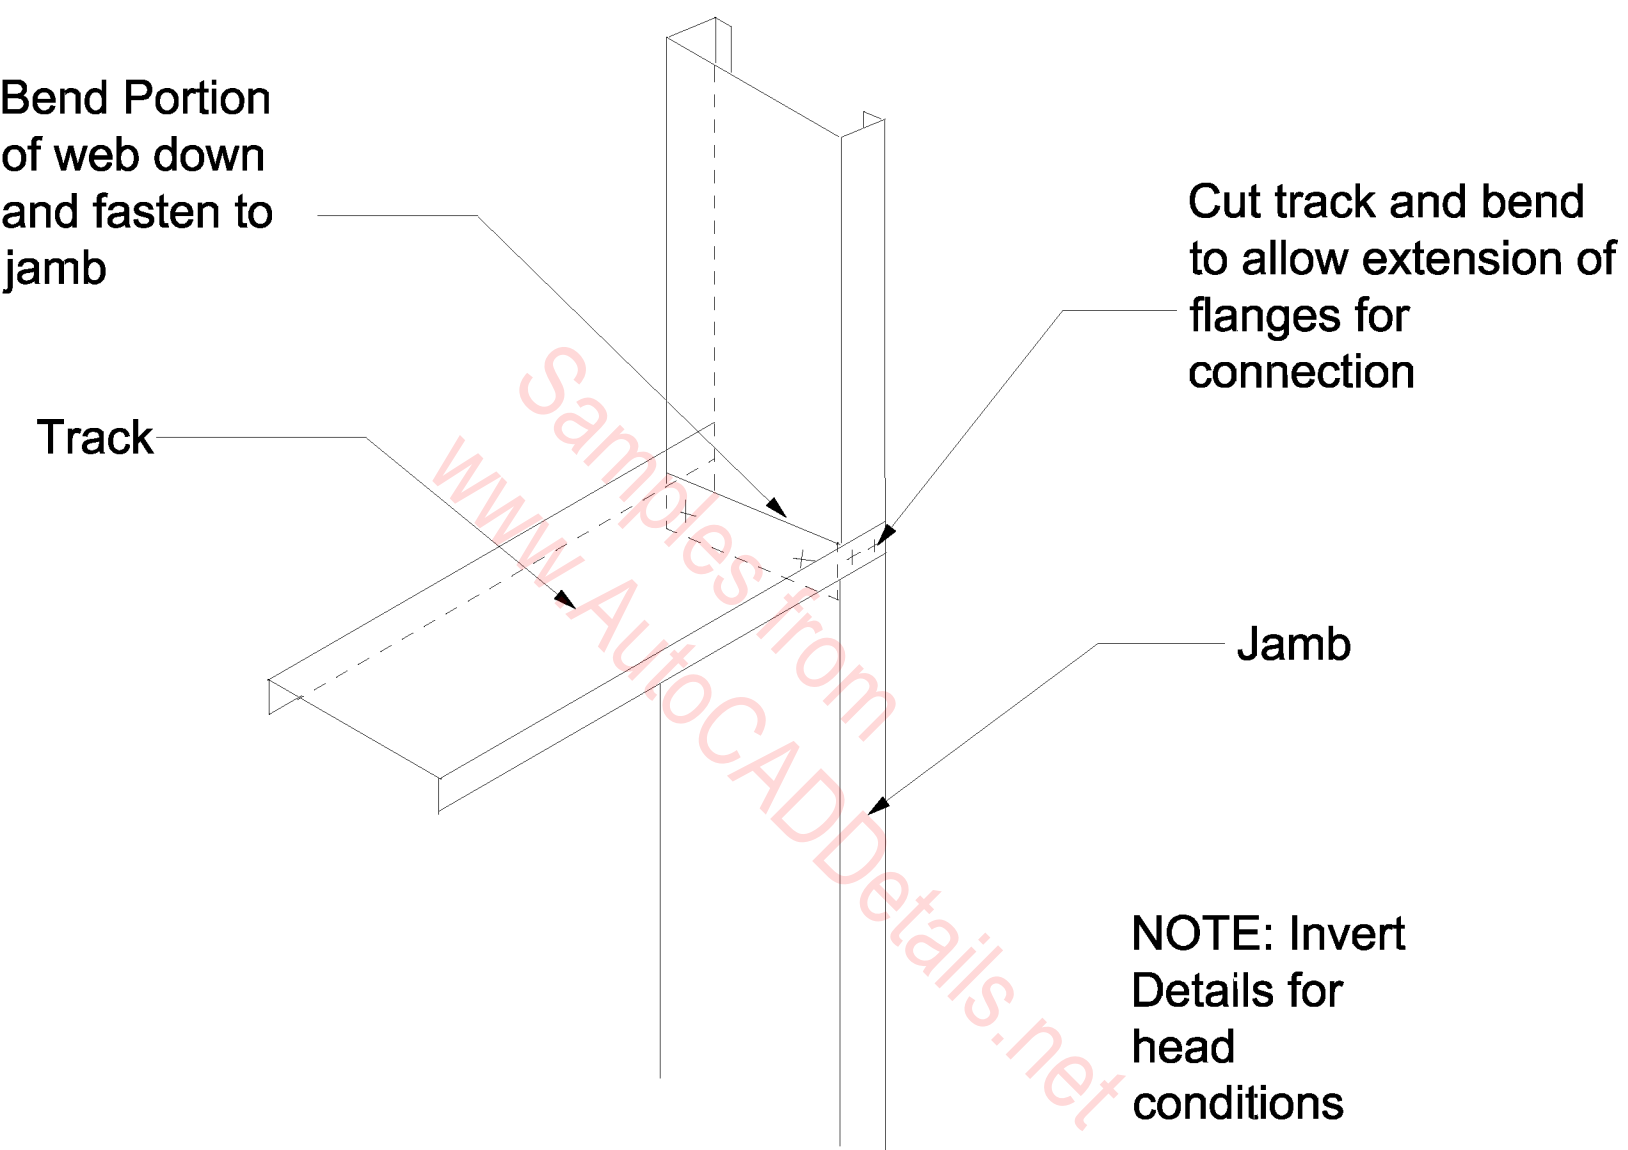 Bend Portion
of web down
and fasten to
jamb
Cut track and bend
to allow extension of
flanges for
connection
Track
Samples from
www.AutoCADDetails.net
Jamb
NOTE: Invert
Details for
head
conditions